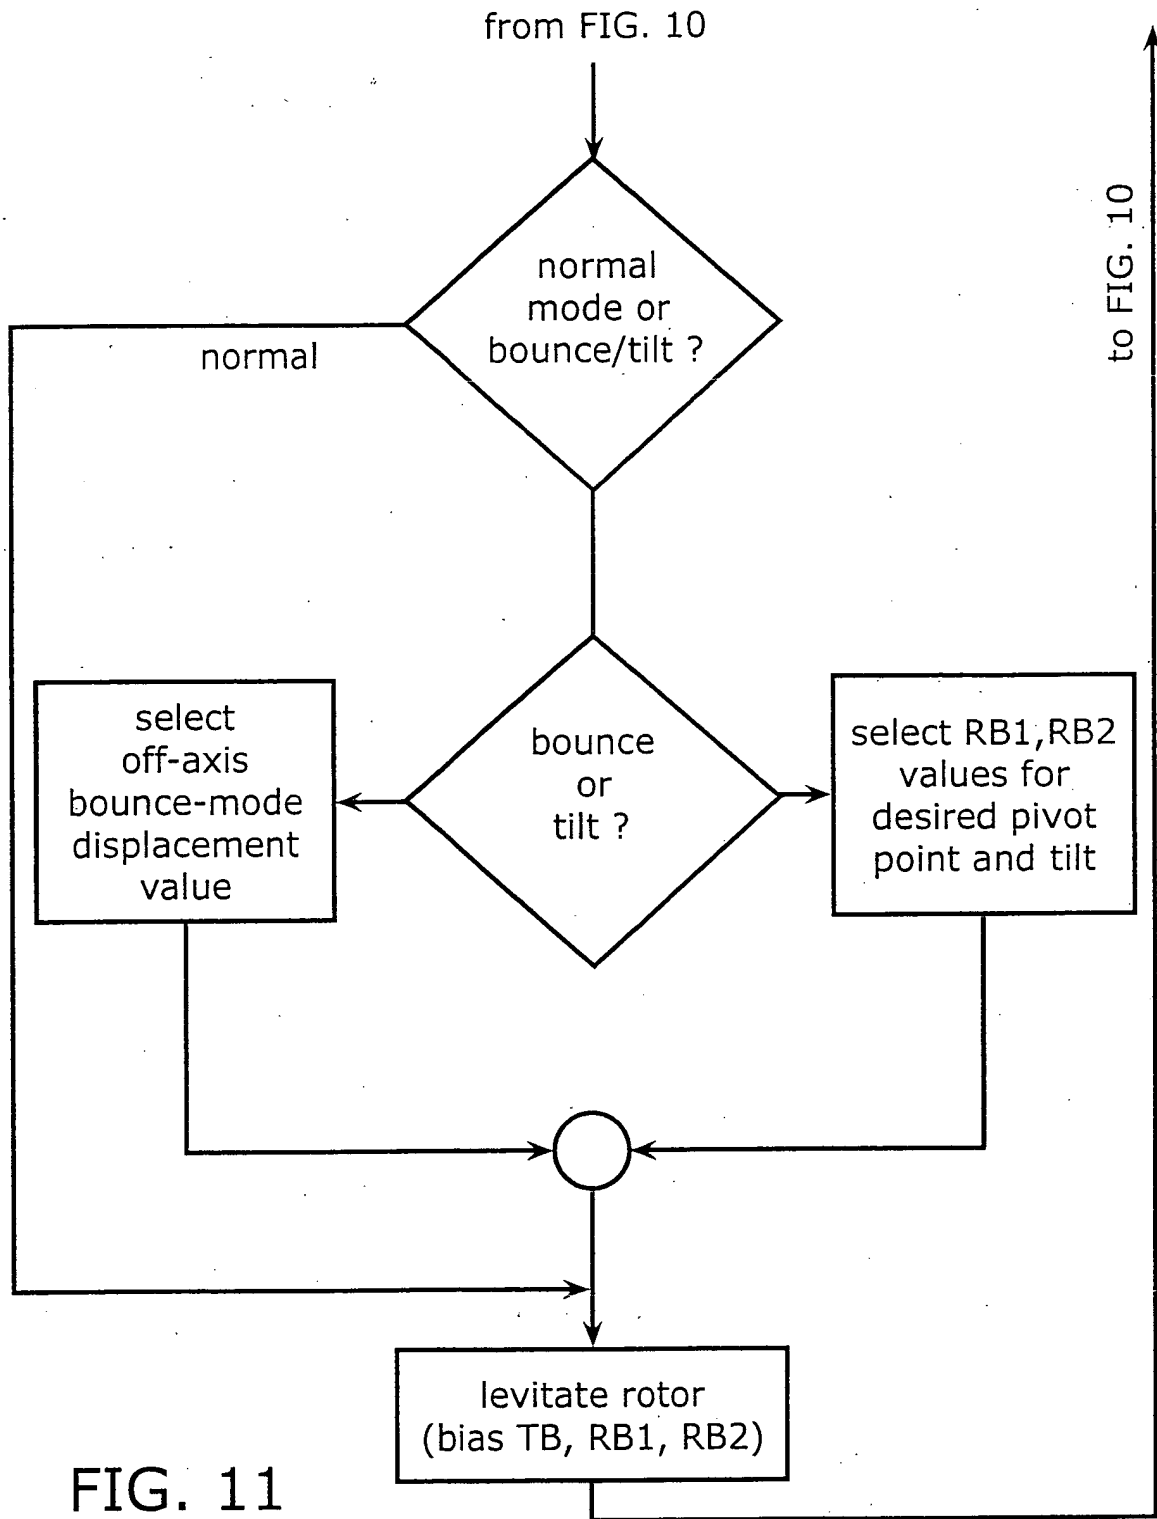 from FIG. 10
to FIG. 10
normal
mode or
bounce/tilt ?
normal
select
off-axis
bounce-mode
displacement
value
bounce
or
tilt ?
select RB1,RB2
values for
desired pivot
point and tilt
levitate rotor
(bias TB, RB1, RB2)
FIG. 11